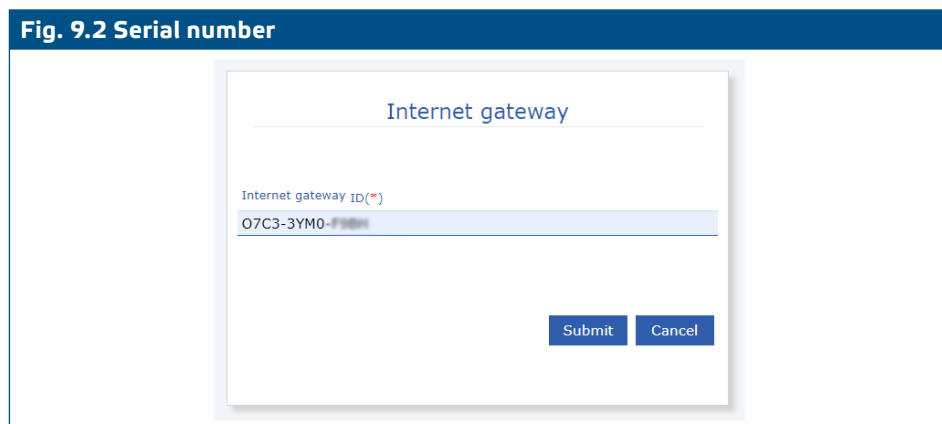 Fig. 9.2 Serial number
Internet gateway
Internet gateway ID(*)
O7C3-3YM0-
Submit
Cancel